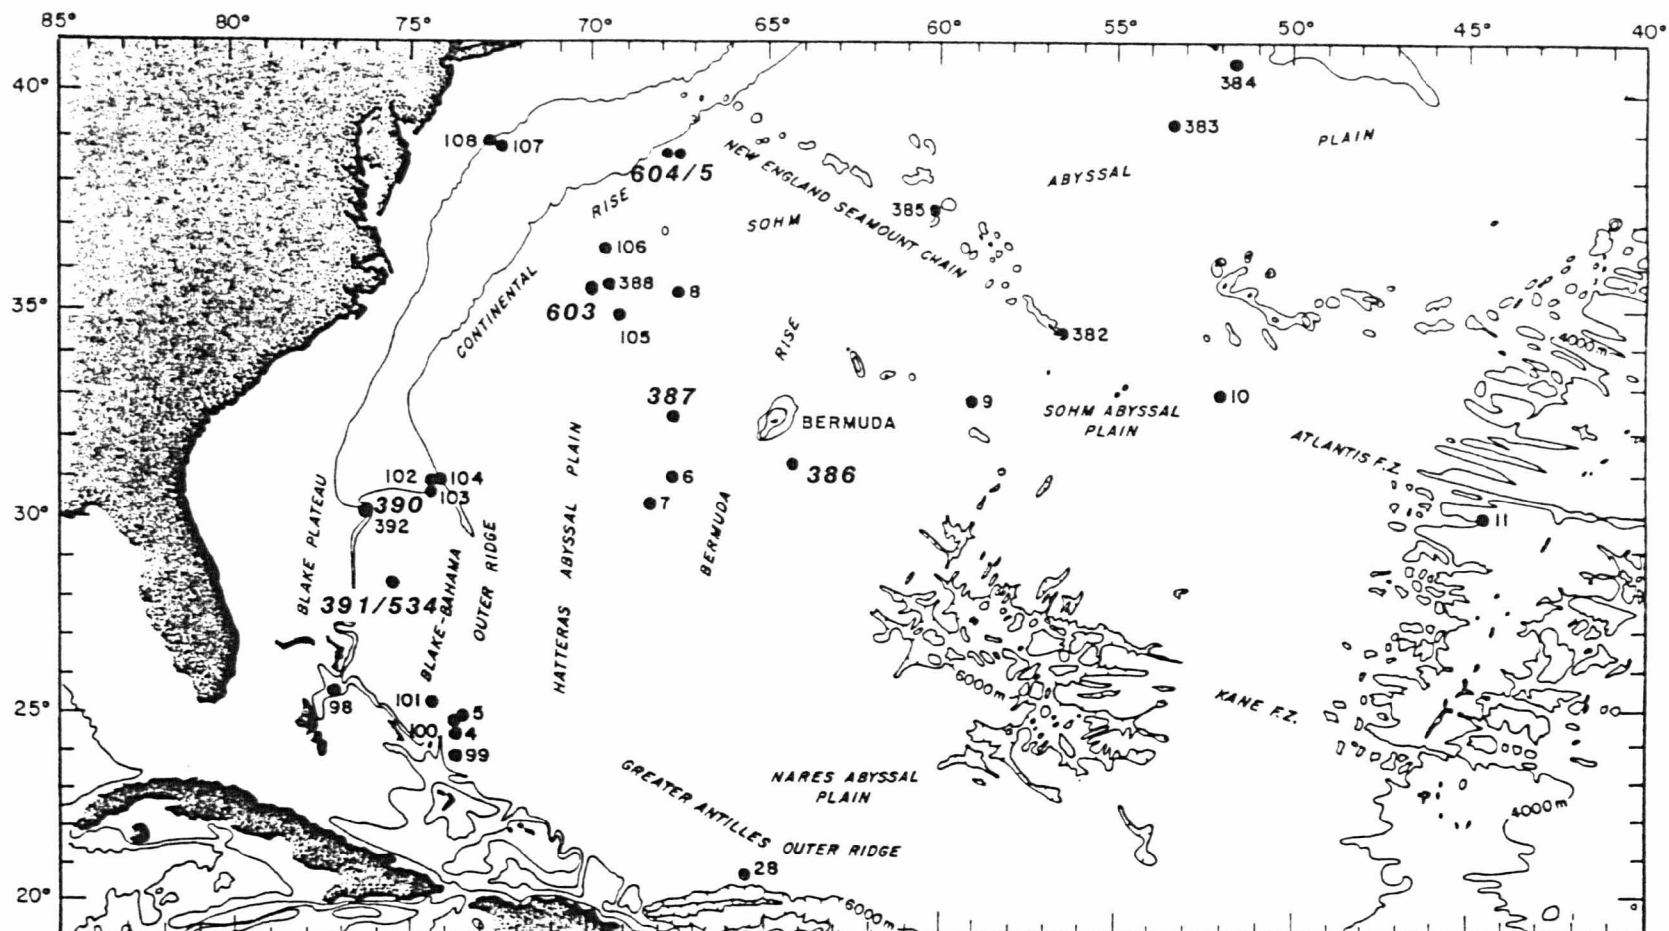 85° 80° 75° 70° 65° 60° 55° 50° 45° 40°
40°
384
383
PLAIN
108
107
604/5
NEW ENGLAND SEAMOUNT CHAIN
ABYSSAL
RISE
385
SOHM
106
388
8
CONTINENTAL
35°
603
105
382
RISE
4000m
387
9
SOHM ABYSSAL
PLAIN
10
BERMUDA
ATLANTIS F.Z.
HATTERAS ABYSSAL PLAIN
102
104
103
6
386
BLAKE PLATEAU
390
392
7
BERMUDA
30°
11
391/534
BLAKE-BAHAMA
OUTER RIDGE
6000m
KANE F.Z.
25°
98
101
5
100
4
99
GREATER ANTILLES
OUTER RIDGE
NARES ABYSSAL
PLAIN
4000m
28
20°
6000m